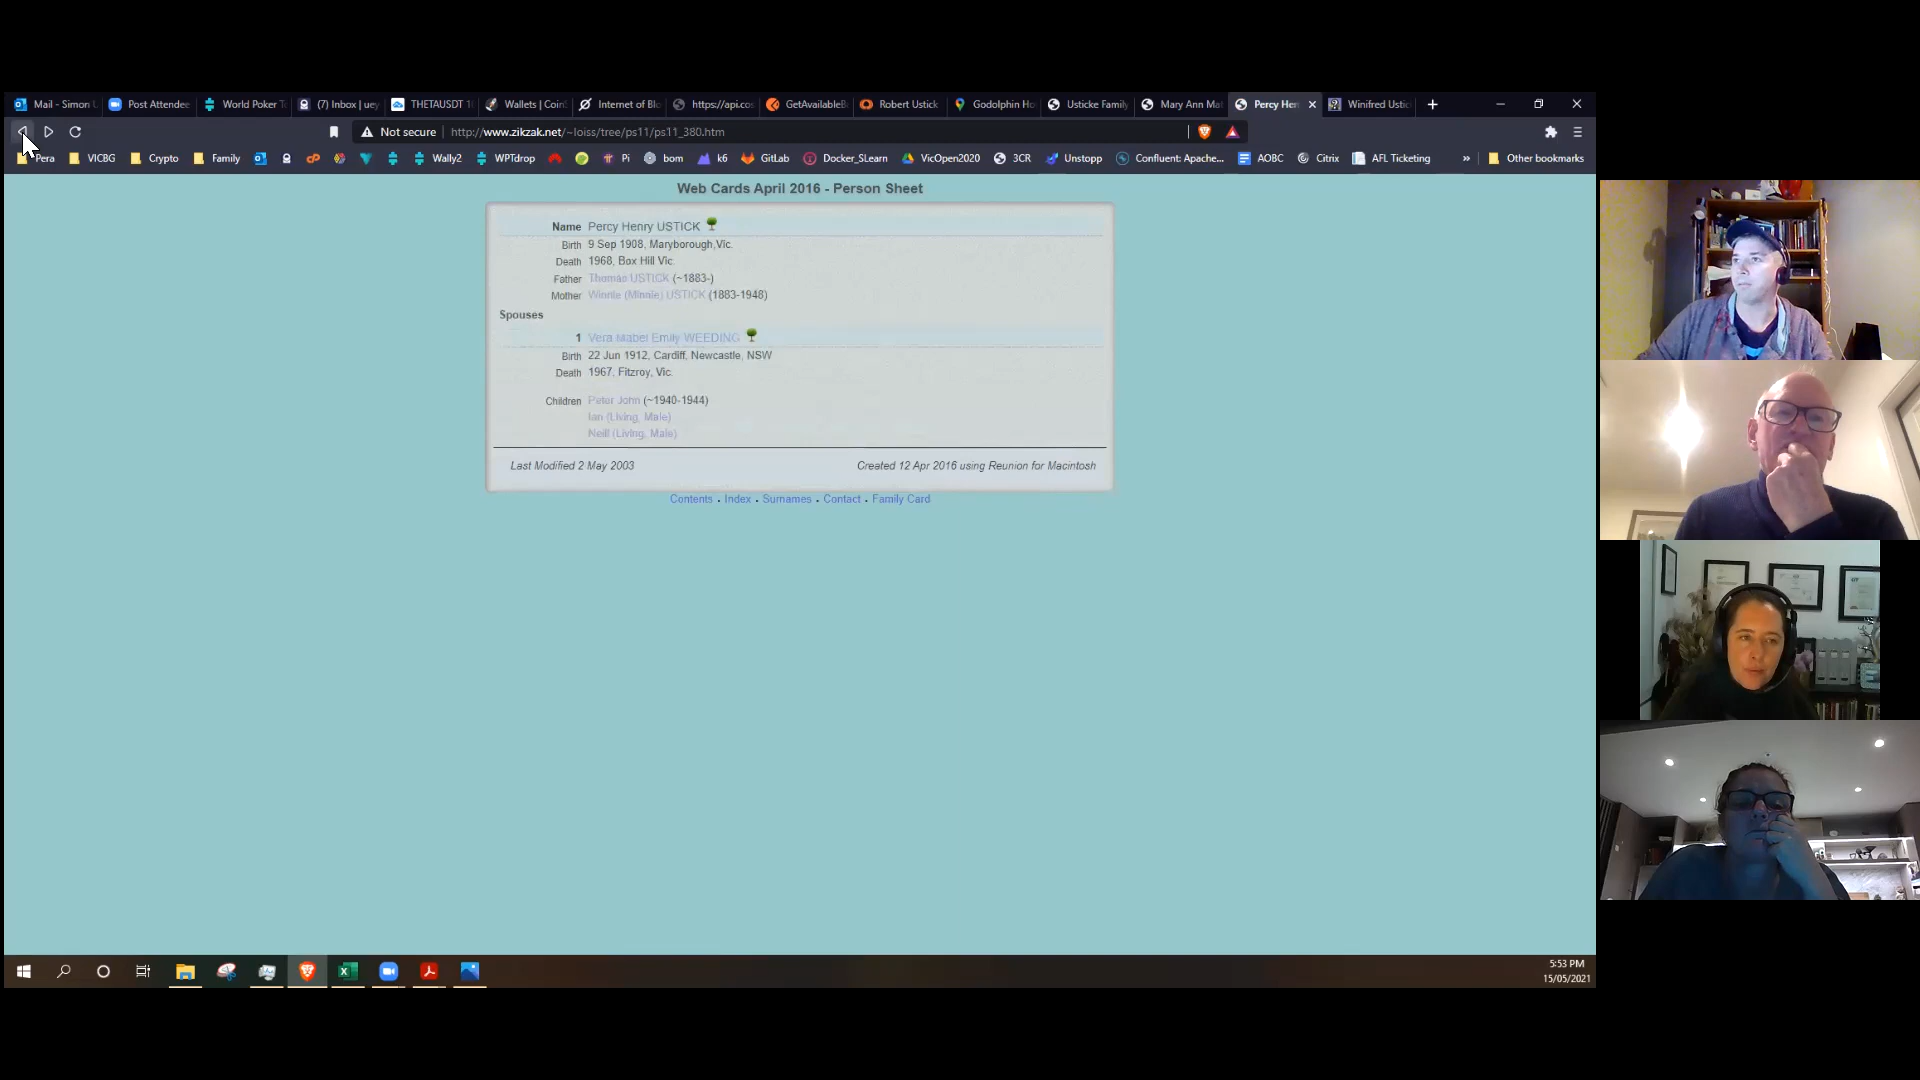 Mail - Simon U
Post Attendee
World Poker T
(7) Inbox | uey
THETAUSDT 1
Wallets | Coin
Internet of Blo
https://api.cos
GetAvailableB
Robert Ustick
Godolphin Ho
Usticke Family
Mary Ann Mat
Percy Hen
Winifred Ustic
Not secure
http://www.zikzak.net/~loiss/tree/ps11/ps11_380.htm
Pera
VICBG
Crypto
Family
Wally2
WPTdrop
Pi
bom
k6
GitLab
Docker_SLearn
VicOpen2020
3CR
Unstopp
Confluent: Apache...
AOBC
Citrix
AFL Ticketing
»
Other bookmarks
Web Cards April 2016 - Person Sheet
Name Percy Henry USTICK
Birth 9 Sep 1908, Maryborough,Vic.
Death 1968, Box Hill Vic.
Father Thomas USTICK (~1883-)
Mother Winnie (Minnie) USTICK (1883-1948)
Spouses
1 Vera Mabel Emily WEEDING
Birth 22 Jun 1912, Cardiff, Newcastle, NSW
Death 1967, Fitzroy, Vic.
Children Peter John (~1940-1944)
Ian (Living, Male)
Neill (Living, Male)
Last Modified 2 May 2003
Created 12 Apr 2016 using Reunion for Macintosh
Contents • Index • Surnames • Contact • Family Card
5:53 PM
15/05/2021